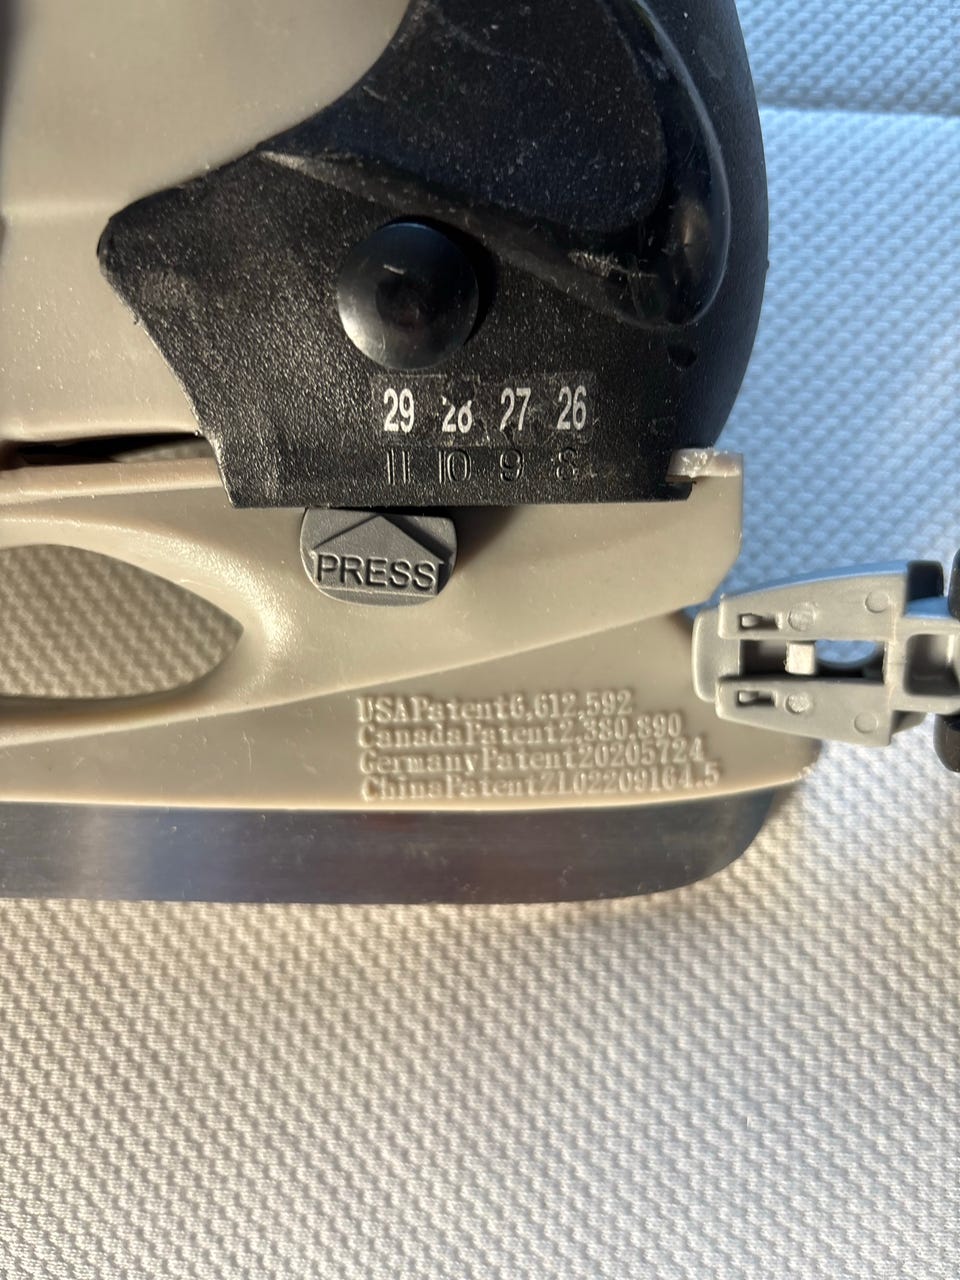 29 28 27 26
11 10 9 8
PRESS
USAPatent6,612,592
CanadaPatent2,380,890
GermanyPatent20205724
ChinaPatentZL02209164.5